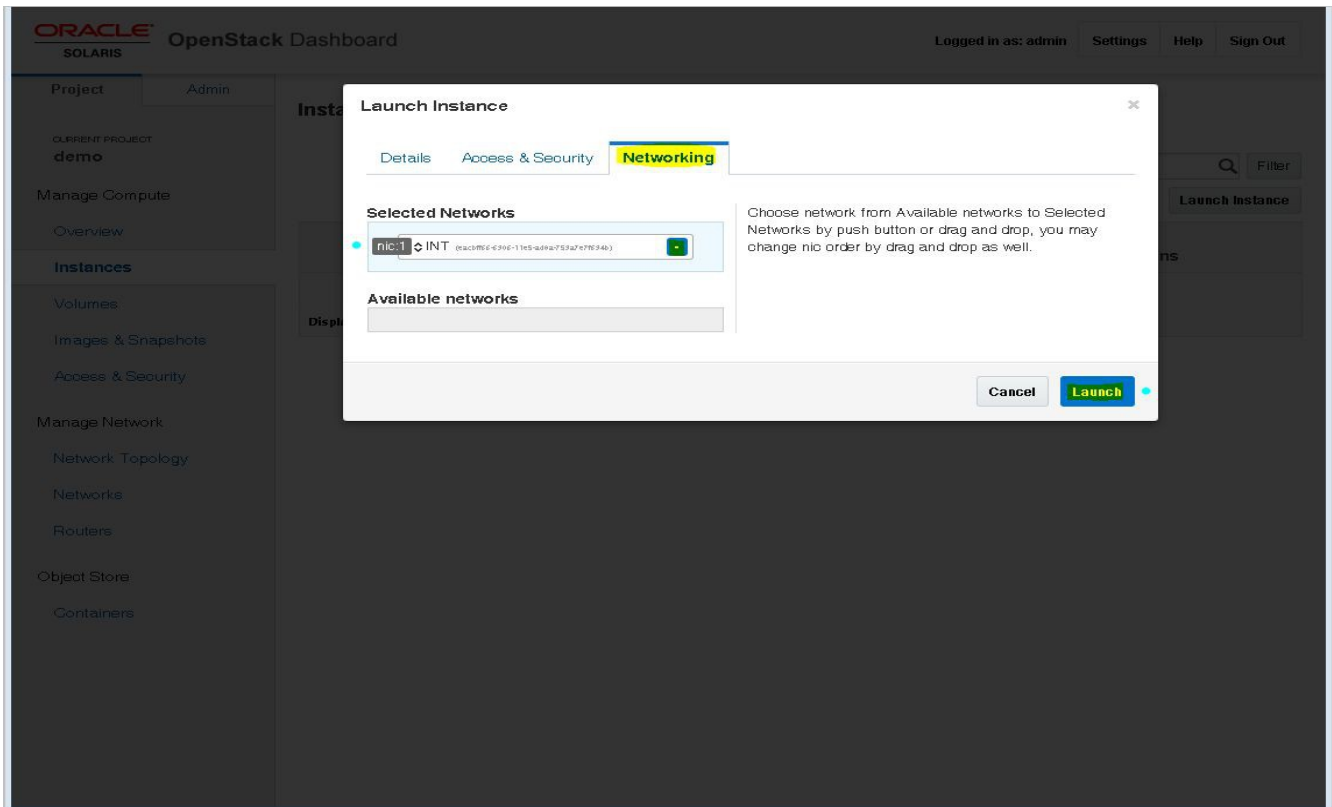 ORACLE
SOLARIS
OpenStack Dashboard
Logged in as: admin
Settings
Help
Sign Out
Project
Admin
CURRENT PROJECT
demo
Manage Compute
Overview
Instances
Volumes
Images & Snapshots
Access & Security
Manage Network
Network Topology
Networks
Routers
Object Store
Containers
Insta
Filter
Launch Instance
ns
Displ
Launch Instance
×
Details
Access & Security
Networking
Selected Networks
nic:1
INT
-
Available networks
Choose network from Available networks to Selected
Networks by push button or drag and drop, you may
change nic order by drag and drop as well.
Cancel
Launch